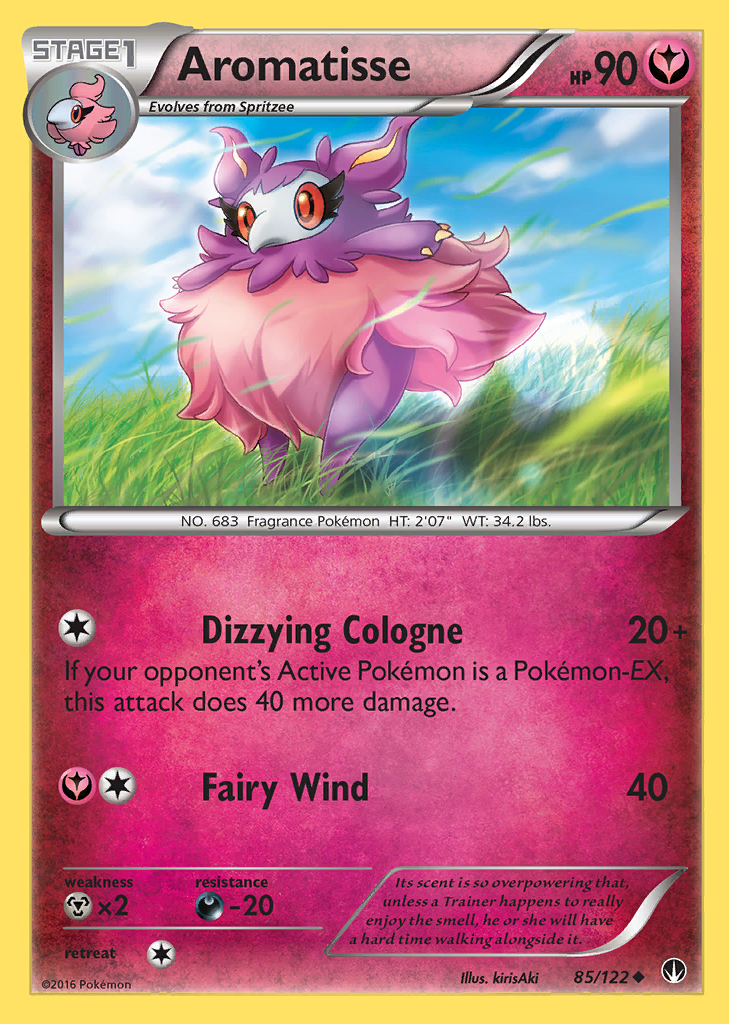 STAGE1
Aromatisse
HP 90
Evolves from Spritzee
NO. 683 Fragrance Pokémon HT: 2'07" WT: 34.2 lbs.
Dizzying Cologne 20+
If your opponent's Active Pokémon is a Pokémon-EX,
this attack does 40 more damage.
Fairy Wind 40
weakness resistance
×2 -20
retreat
Its scent is so overpowering that,
unless a Trainer happens to really
enjoy the smell, he or she will have
a hard time walking alongside it.
©2016 Pokémon Illus. kirisAki 85/122